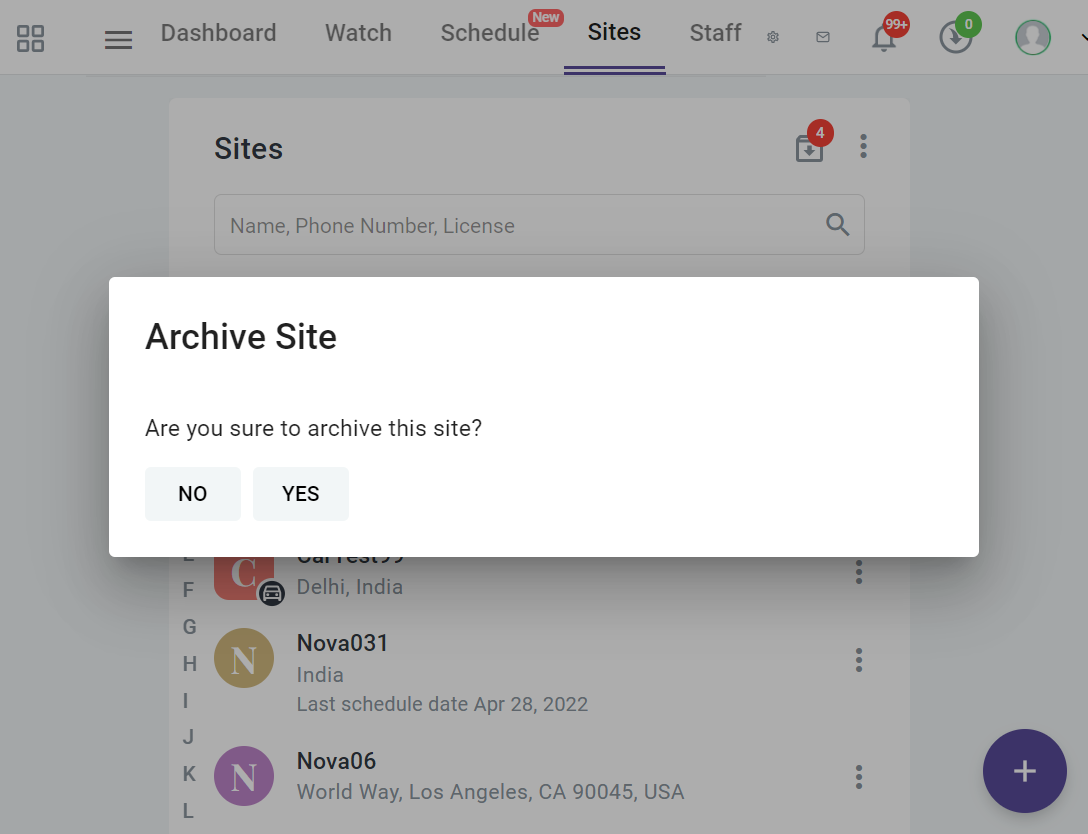 Dashboard Watch Schedule New Sites Staff 99+ 0
Sites 4
Name, Phone Number, License
Archive Site
Are you sure to archive this site?
NO YES
C
Delhi, India
F
G
N Nova031
H
India
I
Last schedule date Apr 28, 2022
J
N Nova06
K
World Way, Los Angeles, CA 90045, USA
L
+